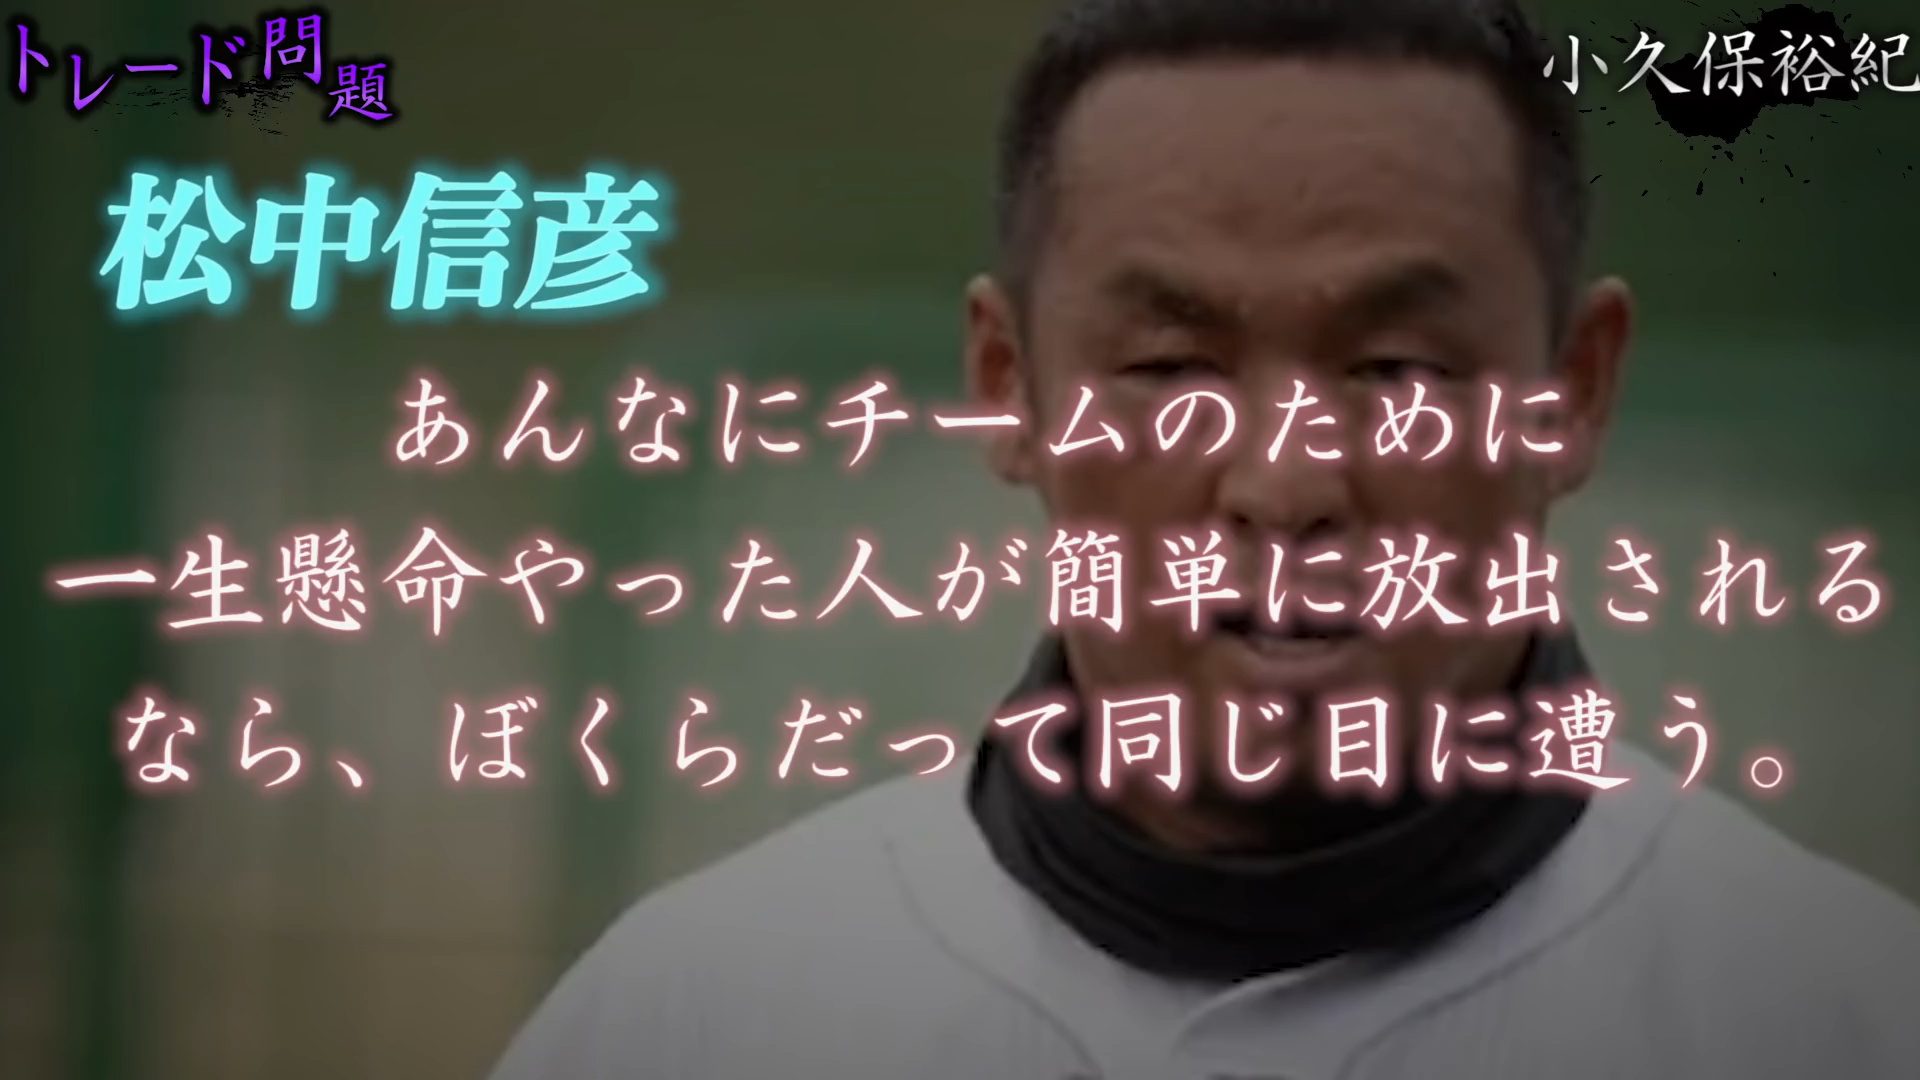 トレード問題
小久保裕紀
松中信彦
あんなにチームのために
一生懸命やった人が簡単に放出される
なら、ぼくらだって同じ目に遭う。